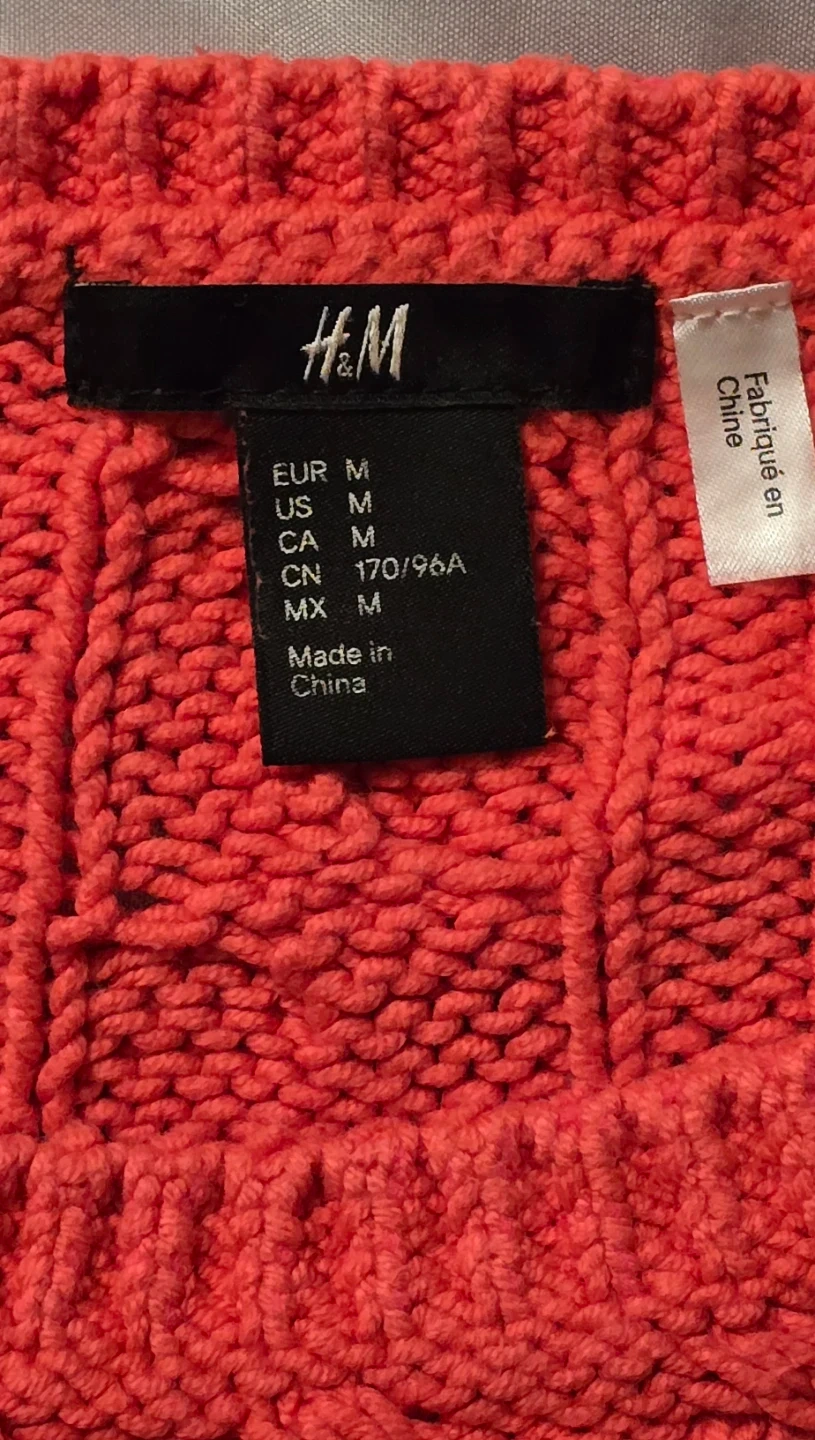 H&M
EUR M
US M
CA M
CN 170/96A
MX M
Made in
China
Fabriqué en
Chine